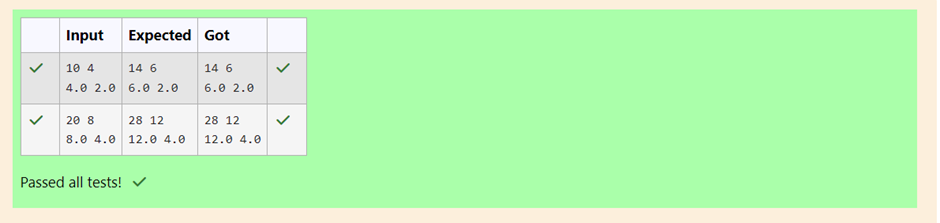 Input Expected Got
10 4 14 6 14 6
4.0 2.0 6.0 2.0 6.0 2.0
20 8 28 12 28 12
8.0 4.0 12.0 4.0 12.0 4.0
Passed all tests!